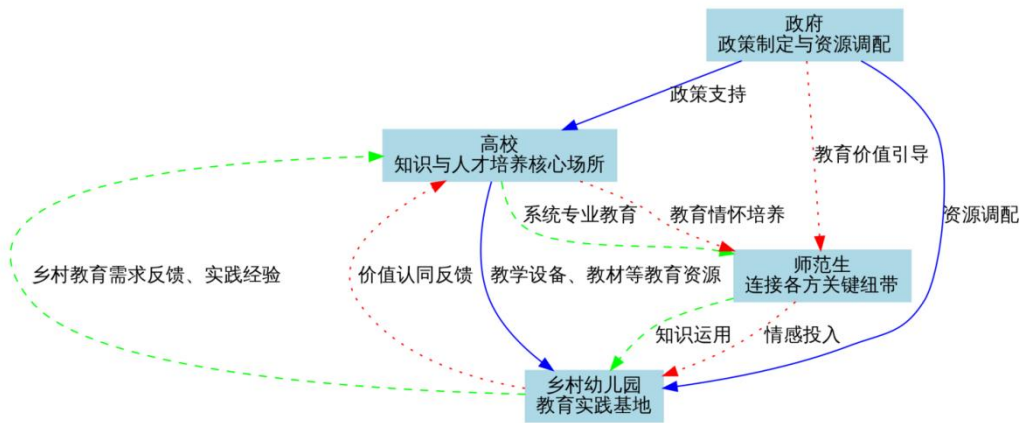 政府
政策制定与资源调配
政策支持
高校
知识与人才培养核心场所
教育价值引导
系统专业教育
教育情怀培养
资源调配
师范生
连接各方关键纽带
乡村教育需求反馈、实践经验
价值认同反馈
教学设备、教材等教育资源
知识运用
情感投入
乡村幼儿园
教育实践基地